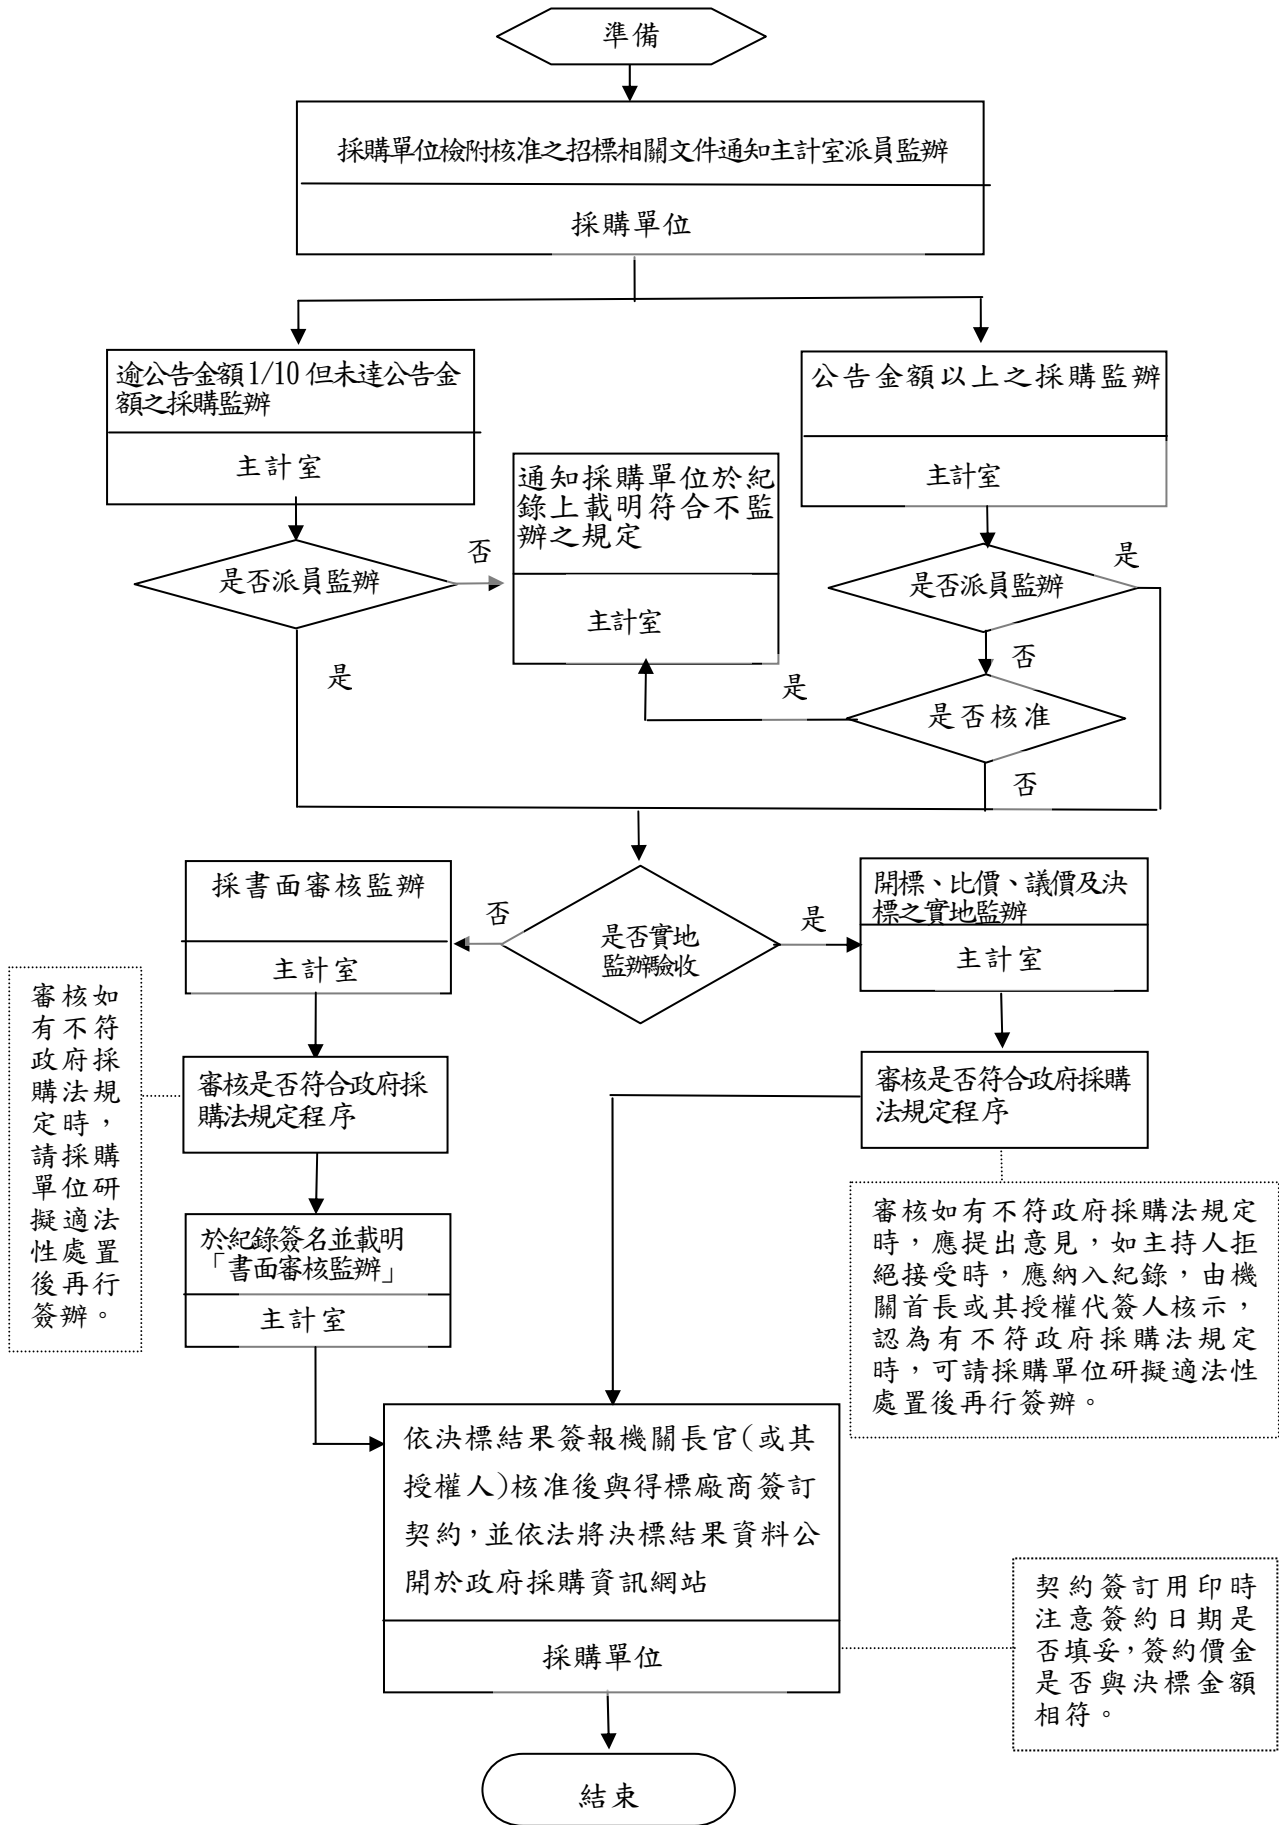 準備
採購單位檢附核准之招標相關文件通知主計室派員監辦
採購單位
逾公告金額1/10但未達公告金
額之採購監辦
主計室
公告金額以上之採購監辦
主計室
通知採購單位於紀
錄上載明符合不監
辦之規定
主計室
是否派員監辦
否
是
是否派員監辦
是
否
是否核准
是
否
是否實地
監辦驗收
否
是
採書面審核監辦
主計室
開標、比價、議價及決
標之實地監辦
主計室
審核如
有不符
政府採
購法規
定時，
請採購
單位研
擬適法
性處置
後再行
簽辦。
審核是否符合政府採
購法規定程序
審核是否符合政府採購
法規定程序
於紀錄簽名並載明
「書面審核監辦」
主計室
審核如有不符政府採購法規定
時，應提出意見，如主持人拒
絕接受時，應納入紀錄，由機
關首長或其授權代簽人核示，
認為有不符政府採購法規定
時，可請採購單位研擬適法性
處置後再行簽辦。
依決標結果簽報機關長官(或其
授權人)核准後與得標廠商簽訂
契約，並依法將決標結果資料公
開於政府採購資訊網站
採購單位
契約簽訂用印時
注意簽約日期是
否填妥，簽約價金
是否與決標金額
相符。
結束